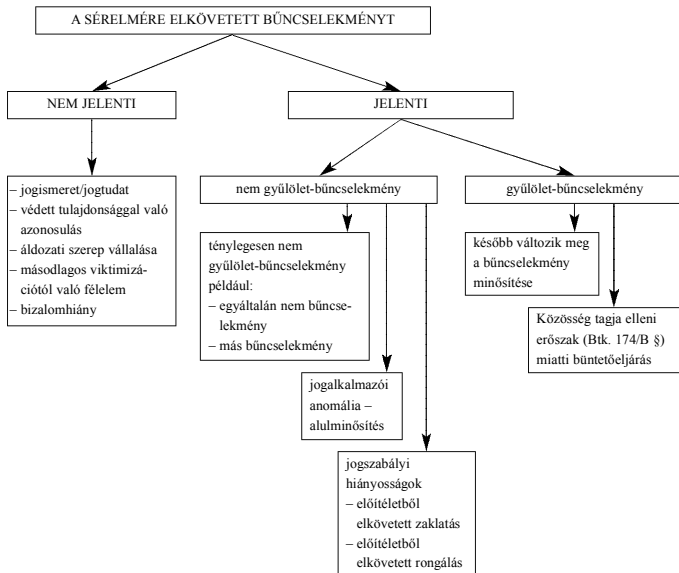 A SÉRELMÉRE ELKÖVETETT BŰNCSELEKMÉNYT
NEM JELENTI
JELENTI
– jogismeret/jogtudat
– védett tulajdonsággal való
azonosulás
– áldozati szerep vállalása
– másodlagos viktimizá-
ciótól való félelem
– bizalomhiány
nem gyűlölet-bűncselekmény
gyűlölet-bűncselekmény
ténylegesen nem
gyűlölet-bűncselekmény
például:
– egyáltalán nem bűncse-
lekmény
– más bűncselekmény
később változik meg
a bűncselekmény
minősítése
Közösség tagja elleni
erőszak (Btk. 174/B §)
miatti büntetőeljárás
jogalkalmazói
anomália –
alulminősítés
jogszabályi
hiányosságok
– előítéletből
elkövetett zaklatás
– előítéletből
elkövetett rongálás